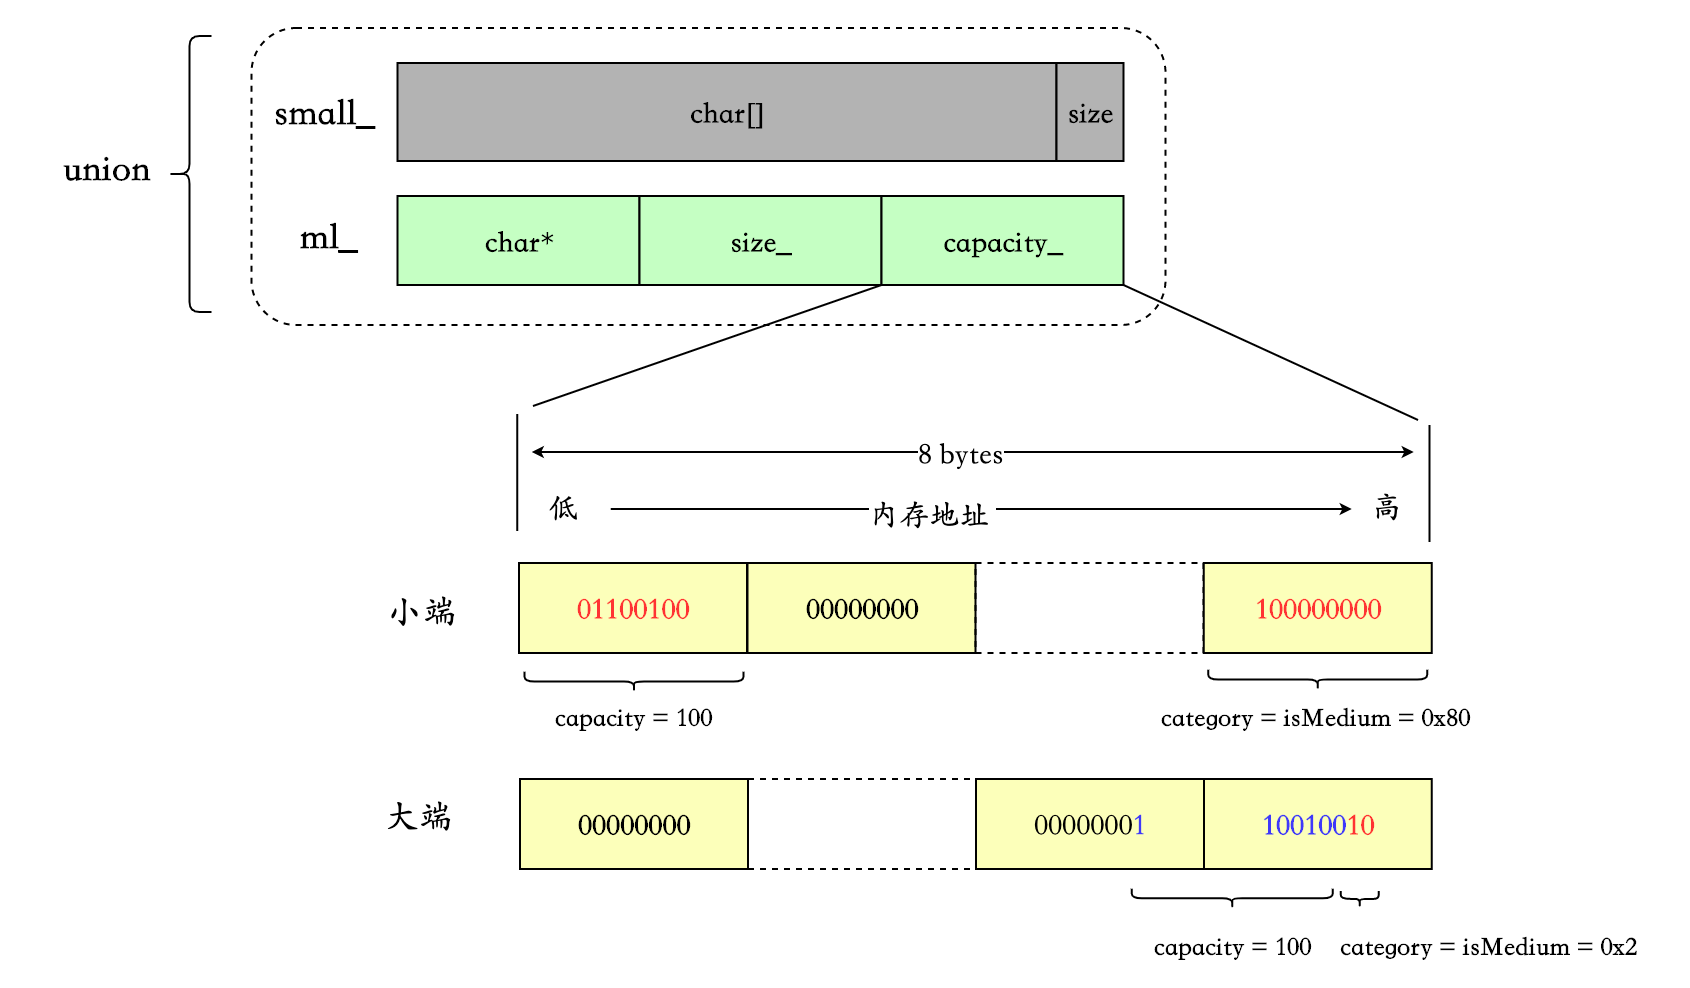 small_
char[]
size
union
ml_
char*
size_
capacity_
8 bytes
低
内存地址
高
小端
01100100
00000000
100000000
capacity = 100
category = isMedium = 0x80
大端
00000000
00000001
10010010
capacity = 100
category = isMedium = 0x2